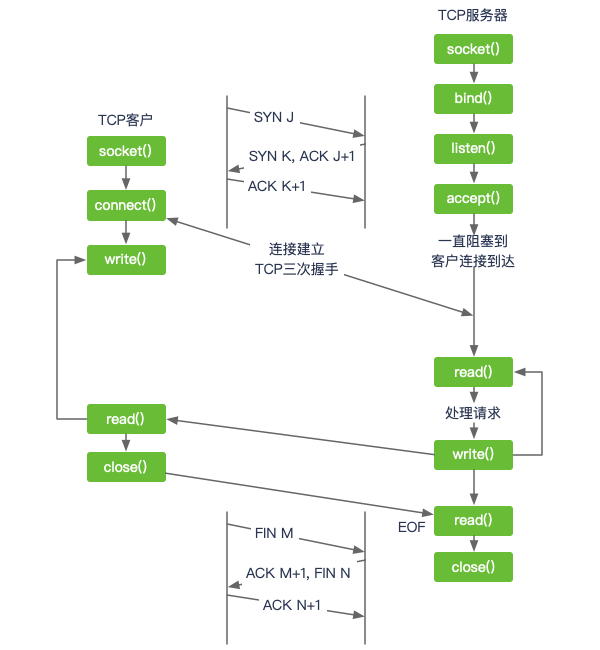 TCP服务器
socket()
bind()
listen()
accept()
一直阻塞到
客户连接到达
read()
处理请求
write()
read()
close()
TCP客户
socket()
connect()
write()
read()
close()
SYN J
SYN K, ACK J+1
ACK K+1
连接建立
TCP三次握手
EOF
FIN M
ACK M+1, FIN N
ACK N+1